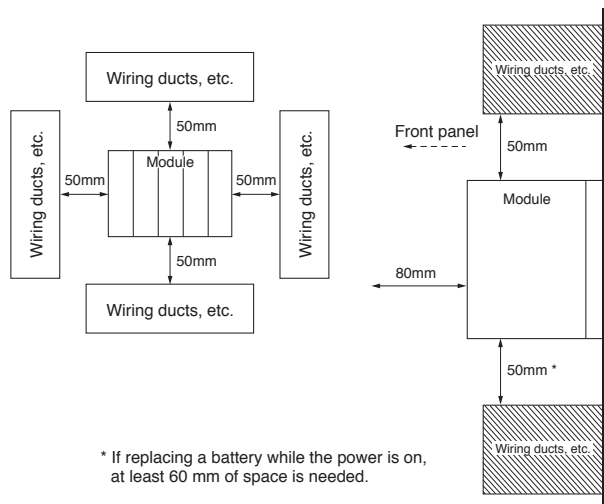 Wiring ducts, etc.
50mm
Wiring ducts, etc.
50mm
Module
50mm
Wiring ducts, etc.
50mm
Wiring ducts, etc.
Wiring ducts, etc.
Front panel
50mm
Module
80mm
50mm *
Wiring ducts, etc.
* If replacing a battery while the power is on,
at least 60 mm of space is needed.